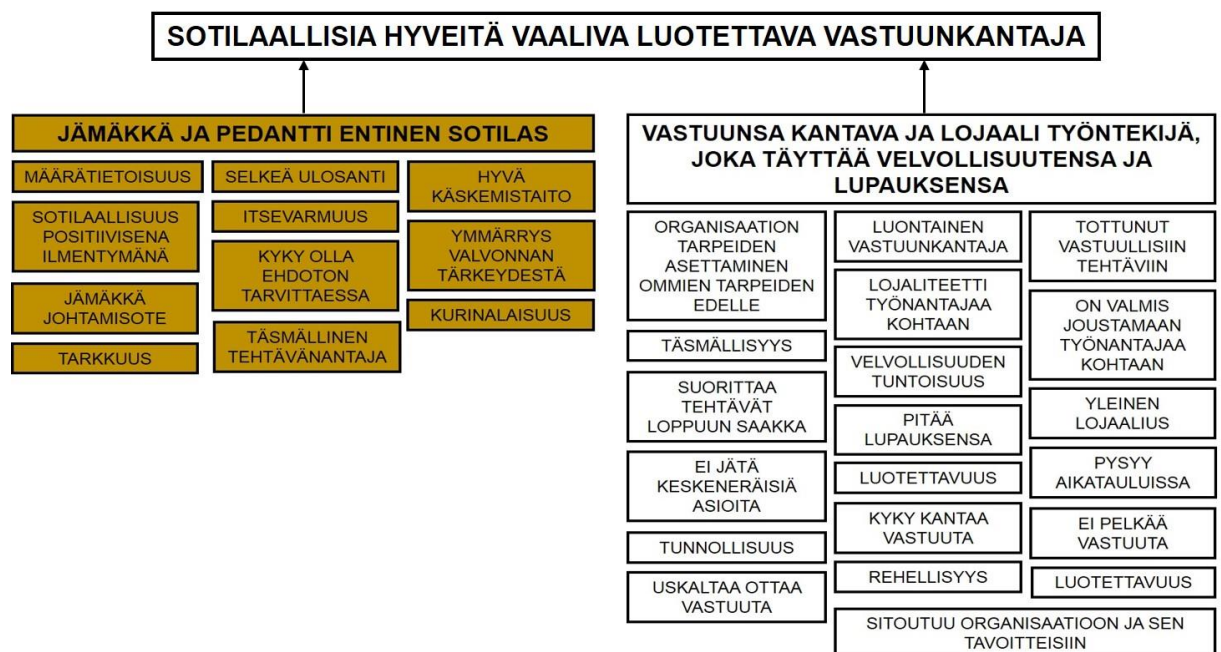 SOTILAALLISIA HYVEITÄ VAALIVA LUOTETTAVA VASTUUNKANTAJA
JÄMÄKKÄ JA PEDANTTI ENTINEN SOTILAS
MÄÄRÄTIETOISUUS
SOTILAALLISUUS
POSITIIVISENA
ILMENTYMÄNÄ
JÄMÄKKÄ
JOHTAMISOTE
TARKKUUS
SELKEÄ ULOSANTI
ITSEVARMUUS
KYKY OLLA
EHDOTON
TARVITTAESSA
TÄSMÄLLINEN
TEHTÄVÄNANTAJA
HYVÄ
KÄSKEMISTAITO
YMMÄRRYS
VALVONNAN
TÄRKEYDESTÄ
KURINALAISUUS
VASTUUNSA KANTAVA JA LOJAALI TYÖNTEKIJÄ,
JOKA TÄYTTÄÄ VELVOLLISUUTENSA JA
LUPAUKSENSA
ORGANISAATION
TARPEIDEN
ASETTAMINEN
OMMIEN TARPEIDEN
EDELLE
TÄSMÄLLISYYS
SUORITTAA
TEHTÄVÄT
LOPPUUN SAAKKA
EI JÄTÄ
KESKENERÄISIÄ
ASIOITA
TUNNOLLISUUS
USKALTAA OTTAA
VASTUUTA
LUONTAINEN
VASTUUNKANTAJA
LOJALITEETTI
TYÖNANTAJAA
KOHTAAN
VELVOLLISUUDEN
TUNTOISUUS
PITÄÄ
LUPAUKSENSA
LUOTETTAVUUS
KYKY KANTAA
VASTUUTA
REHELLISYYS
TOTTUNUT
VASTUULLISIIN
TEHTÄVIIN
ON VALMIS
JOUSTAMAAN
TYÖNANTAJAA
KOHTAAN
YLEINEN
LOJAALIUS
PYSYY
AIKATAULUISSA
EI PELKÄÄ
VASTUUTA
LUOTETTAVUUS
SITOUTUU ORGANISAATIOON JA SEN
TAVOITTEISIIN